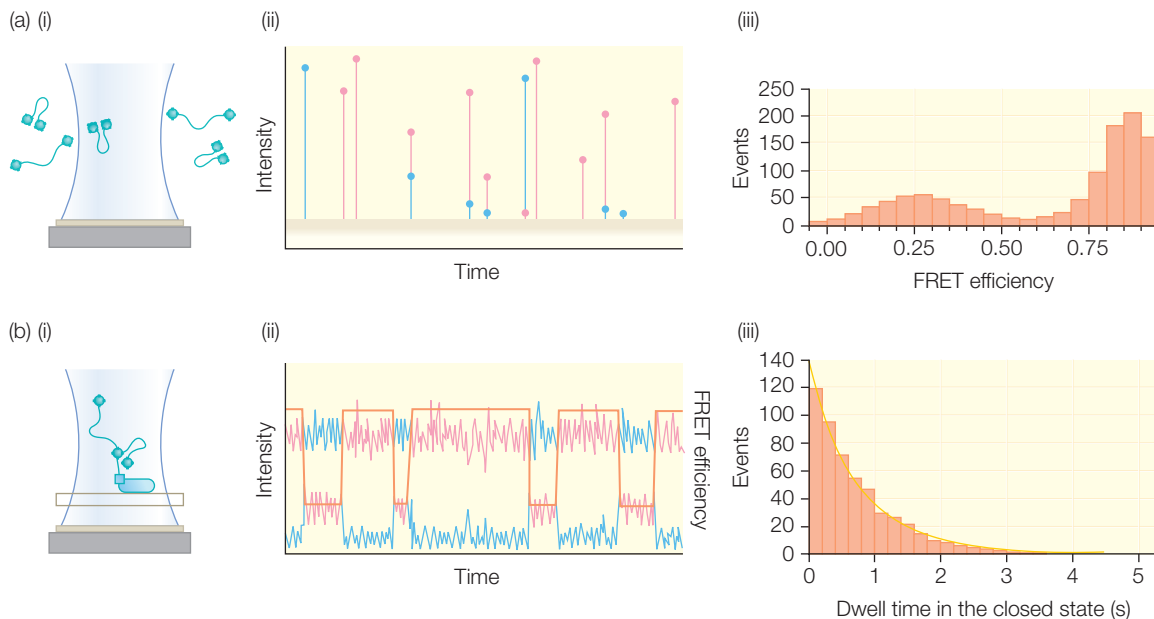 (a) (i)
(ii)
(iii)
Intensity
Time
250
200
150
100
50
0
Events
0.00
0.25
0.50
0.75
FRET efficiency
(b) (i)
(ii)
(iii)
Intensity
FRET efficiency
Time
140
120
100
80
60
40
20
0
Events
0
1
2
3
4
5
Dwell time in the closed state (s)